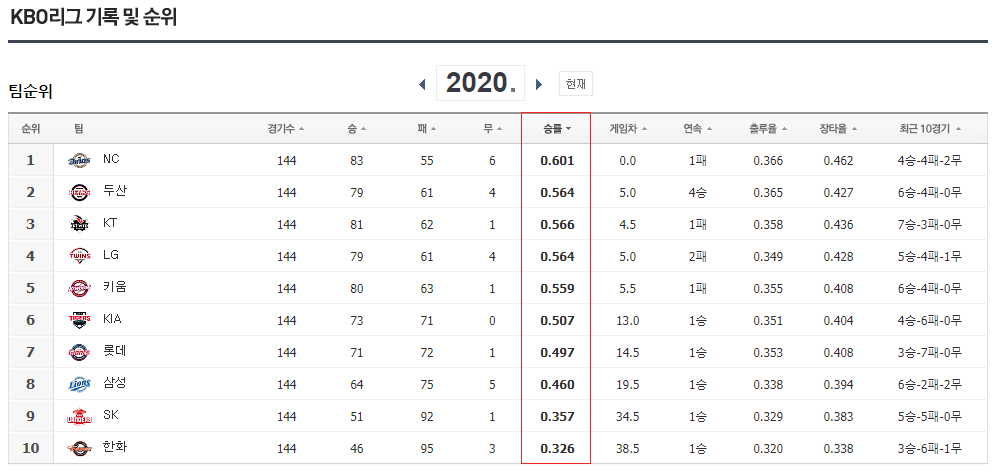 KBO리그 기록 및 순위
팀순위 2020. 현재
순위 팀 경기수 승 패 무 승률 게임차 연속 출루율 장타율 최근 10경기
1 NC 144 83 55 6 0.601 0.0 1패 0.366 0.462 4승-4패-2무
2 두산 144 79 61 4 0.564 5.0 4승 0.365 0.427 6승-4패-0무
3 KT 144 81 62 1 0.566 4.5 1패 0.358 0.436 7승-3패-0무
4 LG 144 79 61 4 0.564 5.0 2패 0.349 0.428 5승-4패-1무
5 키움 144 80 63 1 0.559 5.5 1패 0.355 0.408 6승-4패-0무
6 KIA 144 73 71 0 0.507 13.0 1승 0.351 0.404 4승-6패-0무
7 롯데 144 71 72 1 0.497 14.5 1승 0.353 0.408 3승-7패-0무
8 삼성 144 64 75 5 0.460 19.5 1승 0.338 0.394 6승-2패-2무
9 SK 144 51 92 1 0.357 34.5 1승 0.329 0.383 5승-5패-0무
10 한화 144 46 95 3 0.326 38.5 1승 0.320 0.338 3승-6패-1무